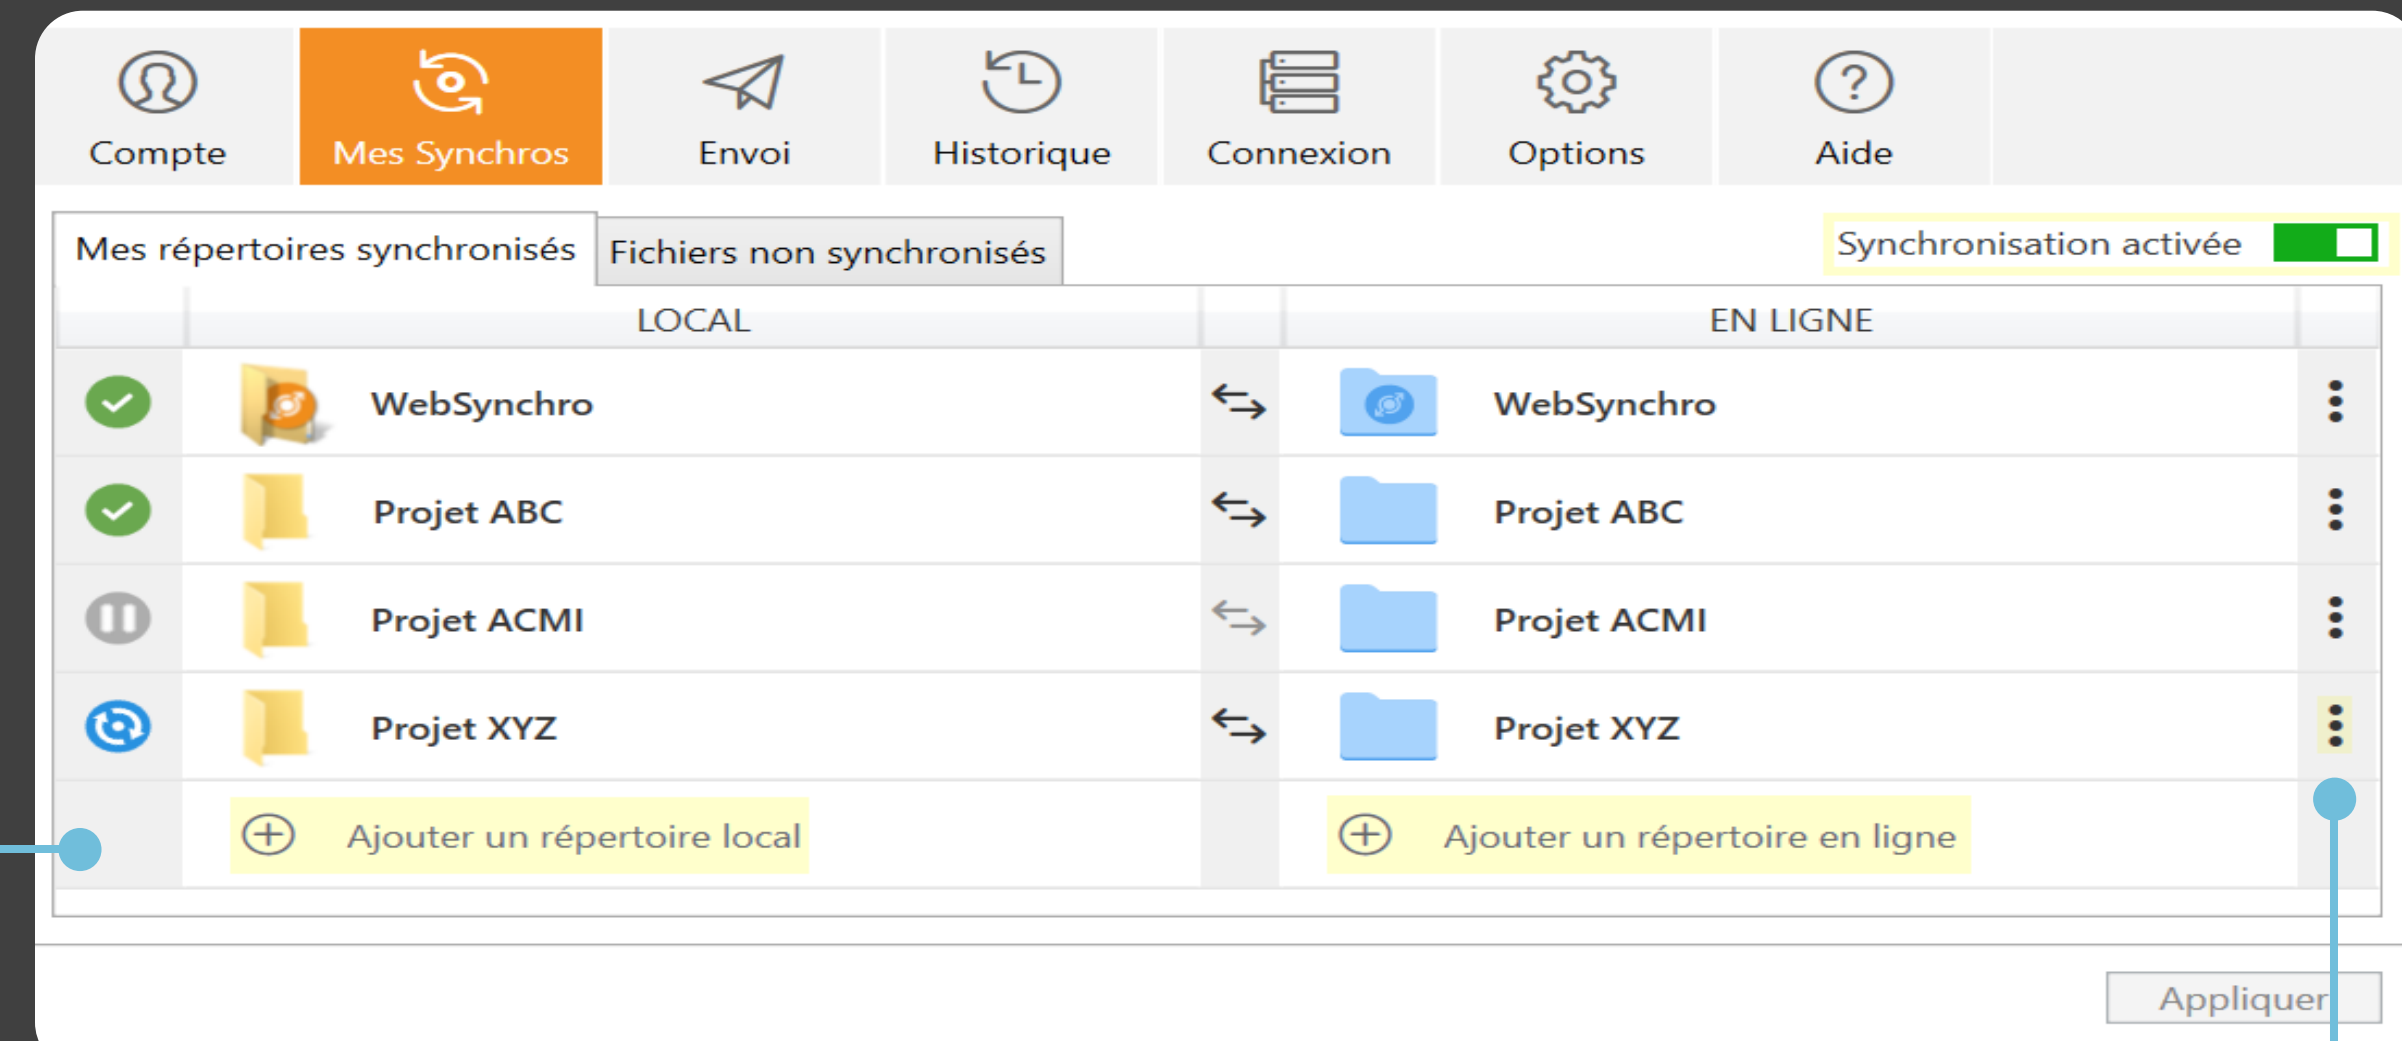 Compte
Mes Synchros
Envoi
Historique
Connexion
Options
Aide
Mes répertoires synchronisés
Fichiers non synchronisés
Synchronisation activée
LOCAL
EN LIGNE
WebSynchro
WebSynchro
Projet ABC
Projet ABC
Projet ACMI
Projet ACMI
Projet XYZ
Projet XYZ
Ajouter un répertoire local
Ajouter un répertoire en ligne
Appliquer